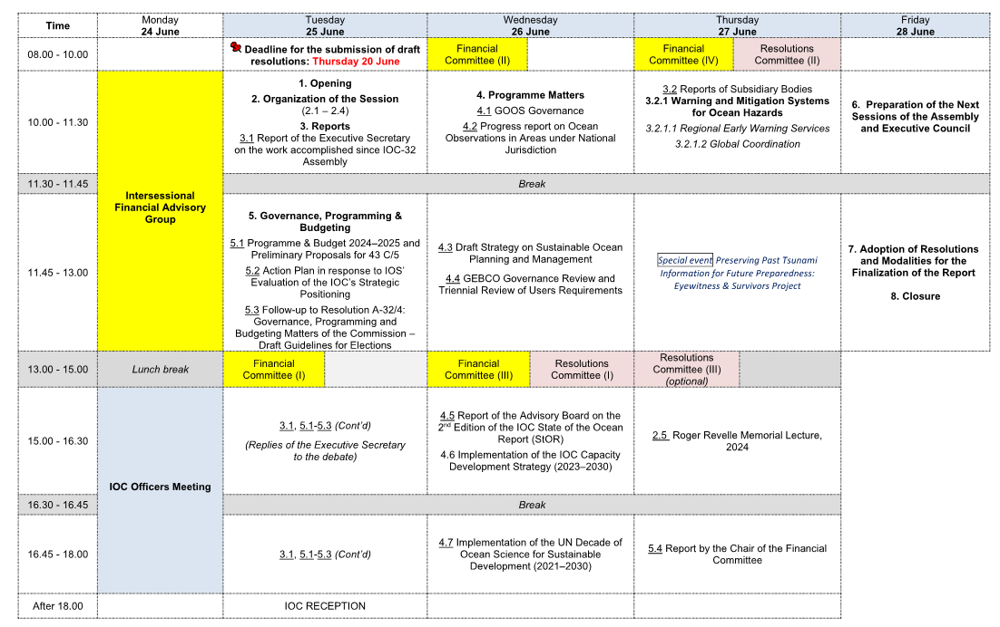 Time
Monday
24 June
Tuesday
25 June
Wednesday
26 June
Thursday
27 June
Friday
28 June
08.00 - 10.00
Deadline for the submission of draft
resolutions: Thursday 20 June
Financial
Committee (II)
Financial
Committee (IV)
Resolutions
Committee (II)
10.00 - 11.30
Intersessional
Financial Advisory
Group
1. Opening
2. Organization of the Session
(2.1 – 2.4)
3. Reports
3.1 Report of the Executive Secretary
on the work accomplished since IOC-32
Assembly
4. Programme Matters
4.1 GOOS Governance
4.2 Progress report on Ocean
Observations in Areas under National
Jurisdiction
3.2 Reports of Subsidiary Bodies
3.2.1 Warning and Mitigation Systems
for Ocean Hazards
3.2.1.1 Regional Early Warning Services
3.2.1.2 Global Coordination
6. Preparation of the Next
Sessions of the Assembly
and Executive Council
11.30 - 11.45
Break
11.45 - 13.00
5. Governance, Programming &
Budgeting
5.1 Programme & Budget 2024–2025 and
Preliminary Proposals for 43 C/5
5.2 Action Plan in response to IOS’
Evaluation of the IOC’s Strategic
Positioning
5.3 Follow-up to Resolution A-32/4:
Governance, Programming and
Budgeting Matters of the Commission –
Draft Guidelines for Elections
4.3 Draft Strategy on Sustainable Ocean
Planning and Management
4.4 GEBCO Governance Review and
Triennial Review of Users Requirements
Special event Preserving Past Tsunami
Information for Future Preparedness:
Eyewitness & Survivors Project
7. Adoption of Resolutions
and Modalities for the
Finalization of the Report
8. Closure
13.00 - 15.00
Lunch break
Financial
Committee (I)
Financial
Committee (III)
Resolutions
Committee (I)
Resolutions
Committee (III)
(optional)
15.00 - 16.30
IOC Officers Meeting
3.1, 5.1-5.3 (Cont’d)
(Replies of the Executive Secretary
to the debate)
4.5 Report of the Advisory Board on the
2nd Edition of the IOC State of the Ocean
Report (StOR)
4.6 Implementation of the IOC Capacity
Development Strategy (2023–2030)
2.5 Roger Revelle Memorial Lecture,
2024
16.30 - 16.45
Break
16.45 - 18.00
3.1, 5.1-5.3 (Cont’d)
4.7 Implementation of the UN Decade of
Ocean Science for Sustainable
Development (2021–2030)
5.4 Report by the Chair of the Financial
Committee
After 18.00
IOC RECEPTION